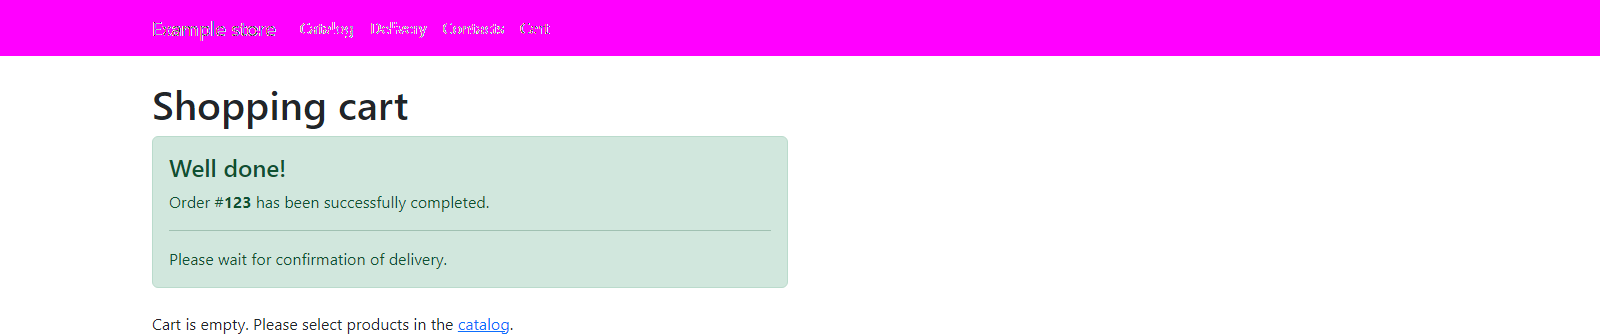 Example store Catalog Delivery Contacts Cart
Shopping cart
Well done!
Order #123 has been successfully completed.
Please wait for confirmation of delivery.
Cart is empty. Please select products in the catalog.